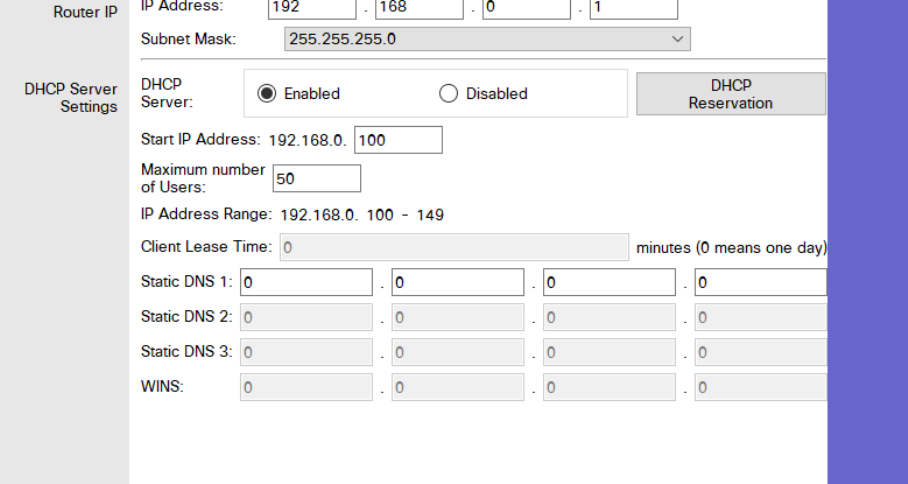 Router IP
IP Address: 192 . 168 . 0 . 1
Subnet Mask: 255.255.255.0
DHCP Server Settings
DHCP Server: Enabled Disabled DHCP Reservation
Start IP Address: 192.168.0. 100
Maximum number of Users: 50
IP Address Range: 192.168.0. 100 - 149
Client Lease Time: 0 minutes (0 means one day)
Static DNS 1: 0 . 0 . 0 . 0
Static DNS 2: 0 . 0 . 0 . 0
Static DNS 3: 0 . 0 . 0 . 0
WINS: 0 . 0 . 0 . 0